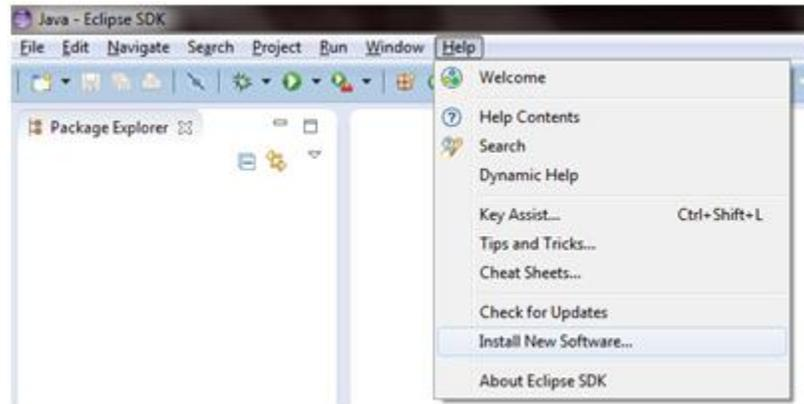 Java - Eclipse SDK
File Edit Navigate Search Project Run Window Help
Package Explorer
Welcome
Help Contents
Search
Dynamic Help
Key Assist... Ctrl+Shift+L
Tips and Tricks...
Cheat Sheets...
Check for Updates
Install New Software...
About Eclipse SDK